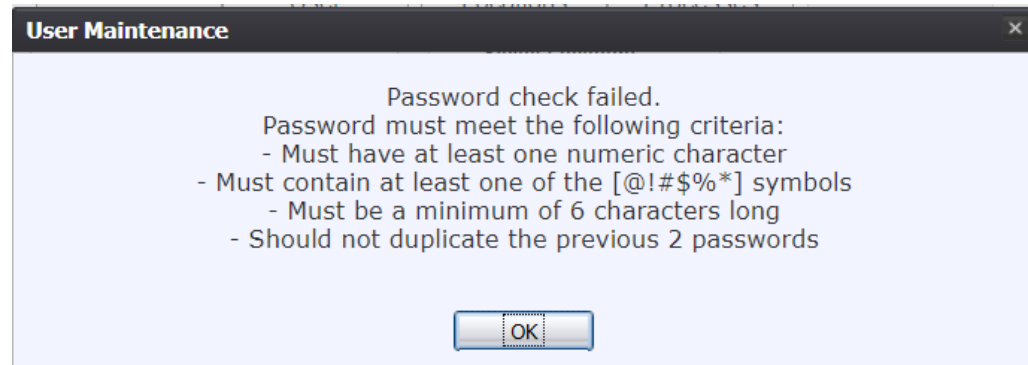 User Maintenance
Password check failed.
Password must meet the following criteria:
- Must have at least one numeric character
- Must contain at least one of the [@!#$%*] symbols
- Must be a minimum of 6 characters long
- Should not duplicate the previous 2 passwords
OK